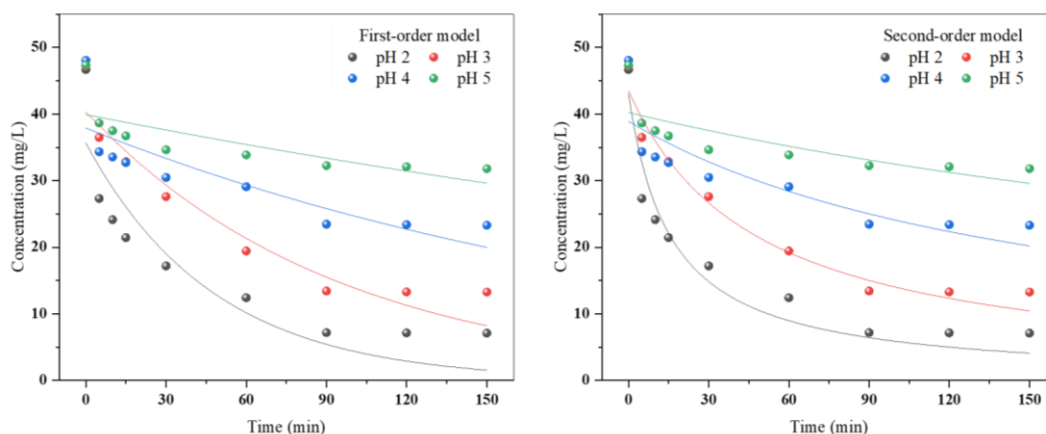 First-order model
pH 2 pH 3
pH 4 pH 5
Concentration (mg/L)
50
40
30
20
10
0
0 30 60 90 120 150
Time (min)
Second-order model
pH 2 pH 3
pH 4 pH 5
Concentration (mg/L)
50
40
30
20
10
0
0 30 60 90 120 150
Time (min)